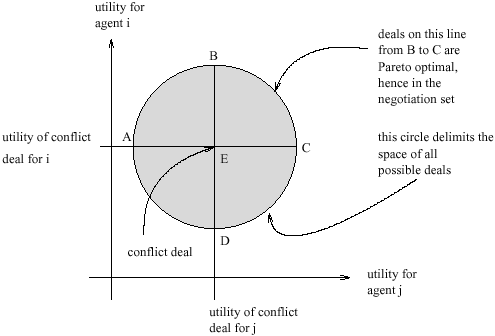 utility for
agent i
deals on this line
from B to C are
Pareto optimal,
hence in the
negotiation set
B
utility of conflict
deal for i
A
C
E
this circle delimits the
space of all
possible deals
D
conflict deal
utility for
agent j
utility of conflict
deal for j